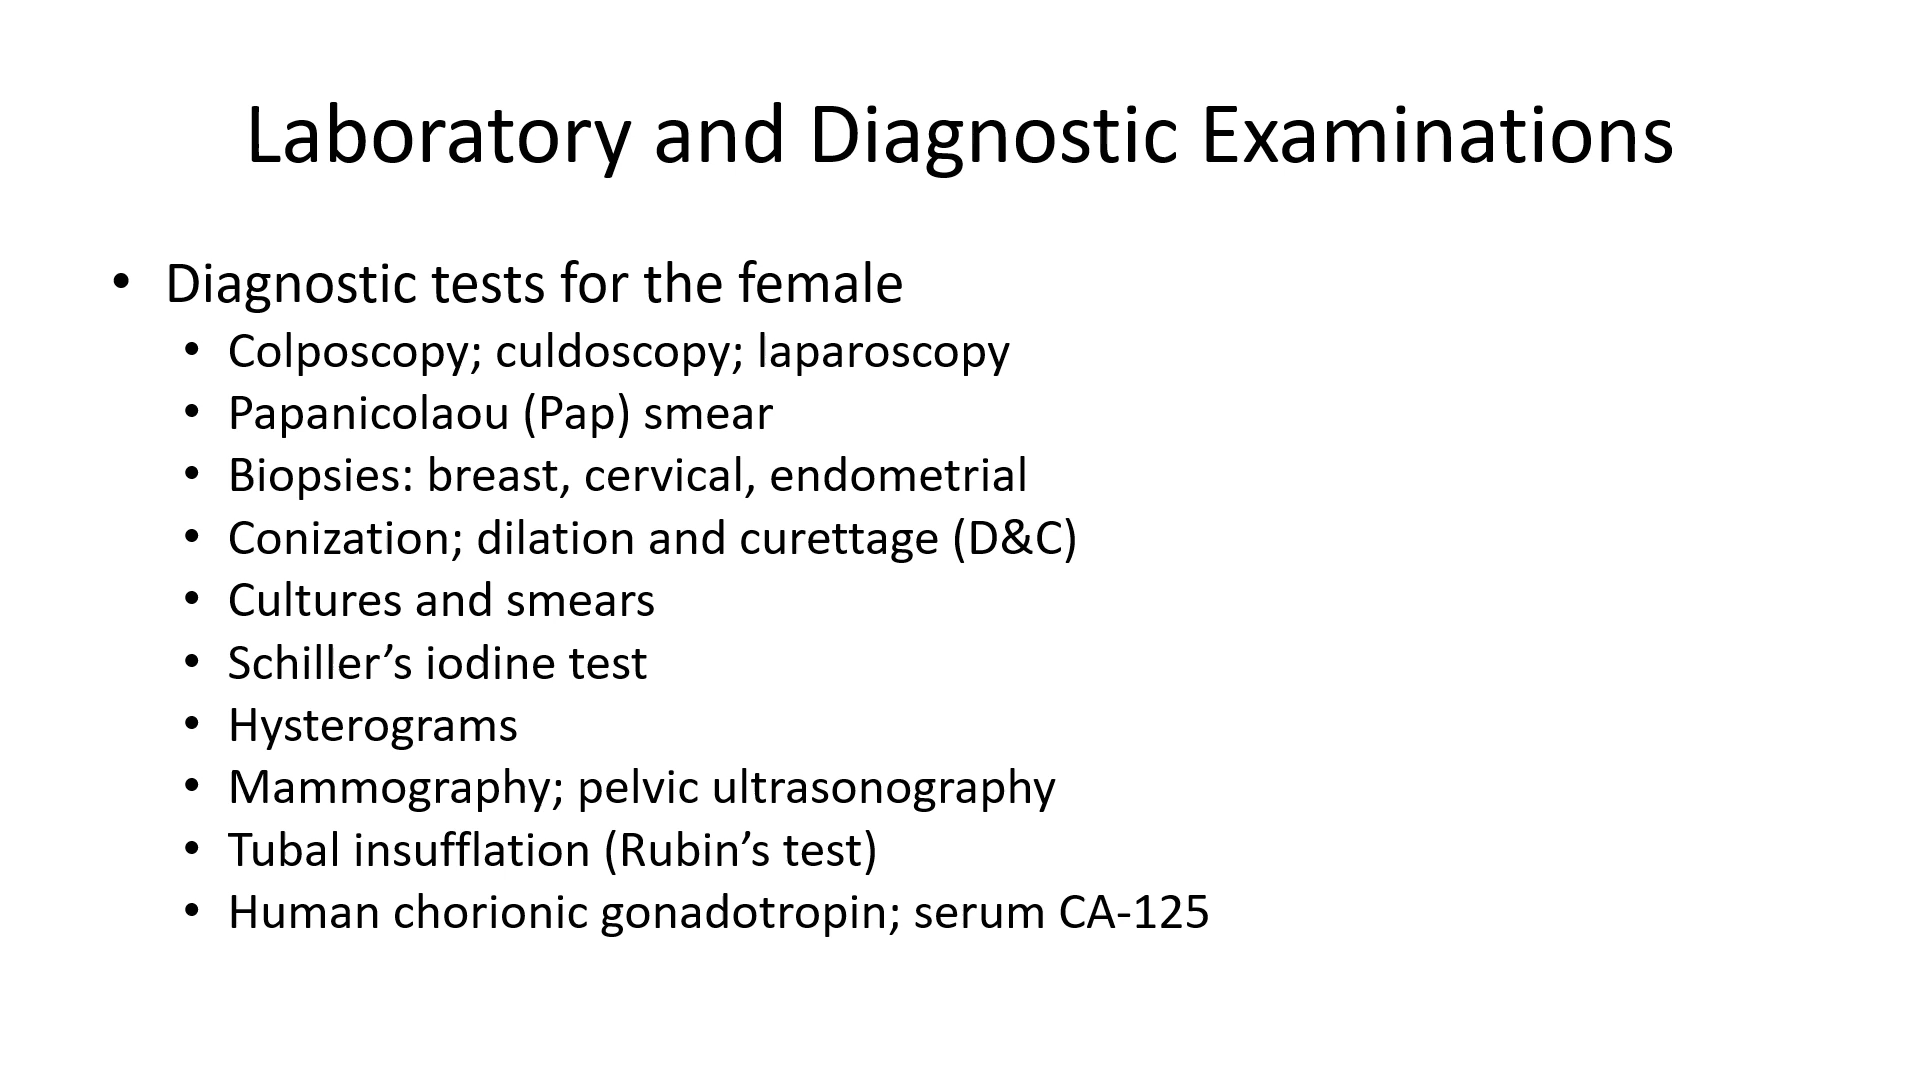 Laboratory and Diagnostic Examinations
• Diagnostic tests for the female
• Colposcopy; culdoscopy; laparoscopy
• Papanicolaou (Pap) smear
• Biopsies: breast, cervical, endometrial
• Conization; dilation and curettage (D&C)
• Cultures and smears
• Schiller’s iodine test
• Hysterograms
• Mammography; pelvic ultrasonography
• Tubal insufflation (Rubin’s test)
• Human chorionic gonadotropin; serum CA-125